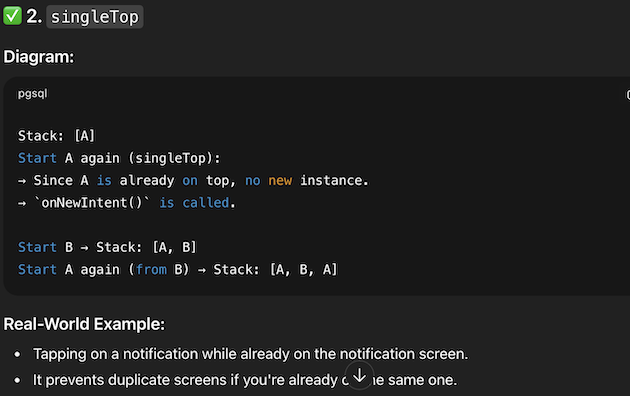 ✅ 2. singleTop
Diagram:
pgsql
Stack: [A]
Start A again (singleTop):
→ Since A is already on top, no new instance.
→ `onNewIntent()` is called.
Start B → Stack: [A, B]
Start A again (from B) → Stack: [A, B, A]
Real-World Example:
• Tapping on a notification while already on the notification screen.
• It prevents duplicate screens if you're already same one.